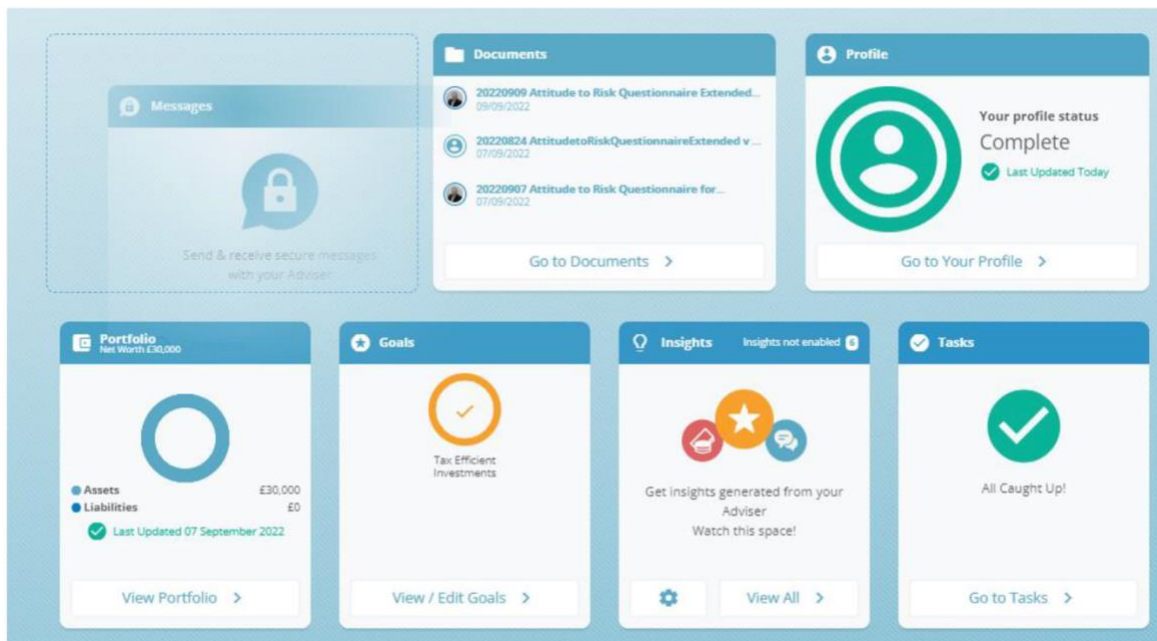 Messages
Send & receive secure messages
with your Adviser
Documents
20220909 Attitude to Risk Questionnaire Extended...
09/09/2022
20220824 AttitudetoRiskQuestionnaireExtended v ...
07/09/2022
20220907 Attitude to Risk Questionnaire for...
07/09/2022
Go to Documents
Profile
Your profile status
Complete
Last Updated Today
Go to Your Profile
Portfolio
Net Worth £30,000
Assets £30,000
Liabilities £0
Last Updated 07 September 2022
View Portfolio
Goals
Tax Efficient
Investments
View / Edit Goals
Insights Insights not enabled 6
Get insights generated from your
Adviser
Watch this space!
View All
Tasks
All Caught Up!
Go to Tasks